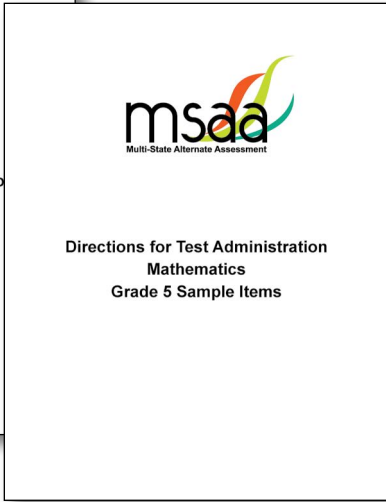 msaa
Multi-State Alternate Assessment
Directions for Test Administration
Mathematics
Grade 5 Sample Items